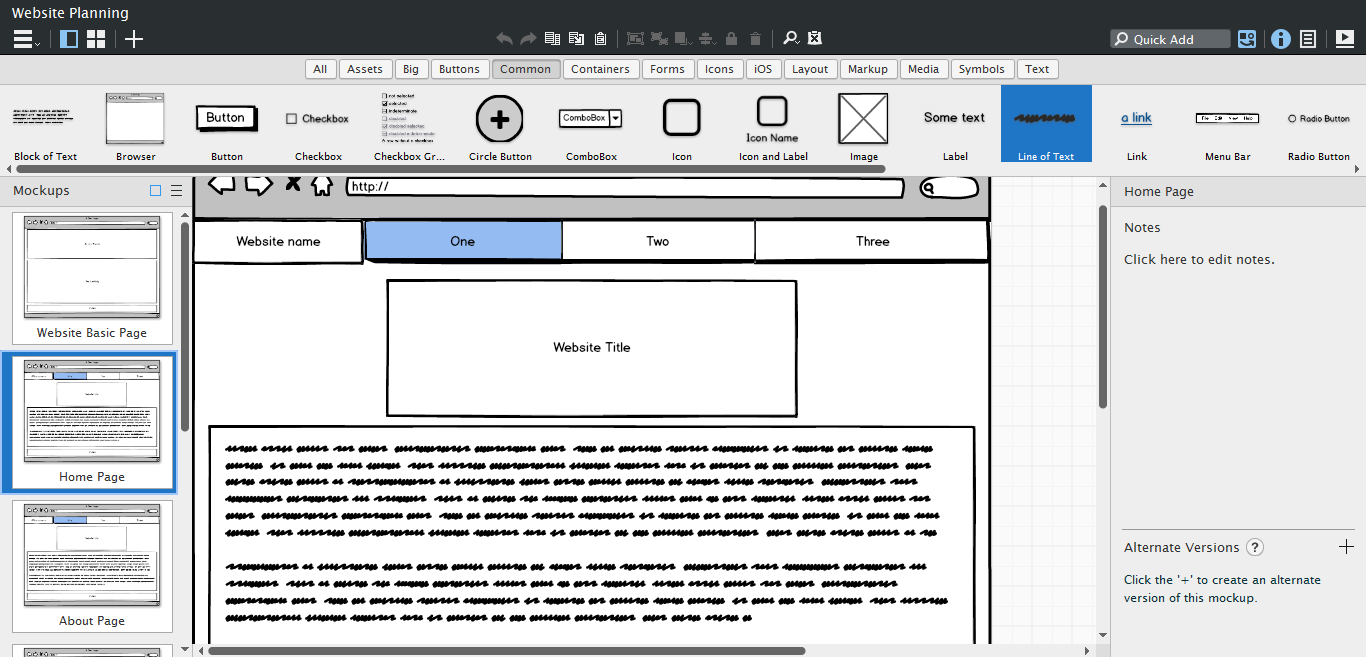 Website Planning
Quick Add
All Assets Big Buttons Common Containers Forms Icons iOS Layout Markup Media Symbols Text
Button
Checkbox
not selected
selected
indeterminate
disabled
disabled selected
ComboBox
Icon Name
Some text
a link
File Edit View Help
Radio Button
Block of Text Browser Button Checkbox Checkbox Gr... Circle Button ComboBox Icon Icon and Label Image Label Line of Text Link Menu Bar Radio Button
Mockups
Website Basic Page
Home Page
About Page
http://
Website name One Two Three
Website Title
Home Page
Notes
Click here to edit notes.
Alternate Versions ?
Click the '+' to create an alternate
version of this mockup.